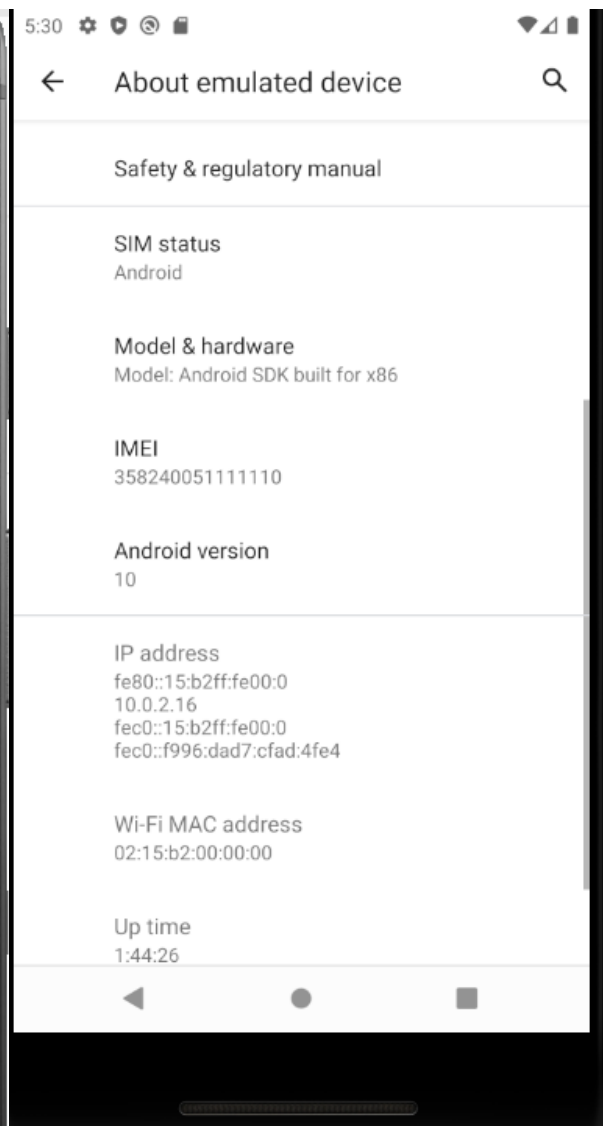 5:30
About emulated device
Safety & regulatory manual
SIM status
Android
Model & hardware
Model: Android SDK built for x86
IMEI
358240051111110
Android version
10
IP address
fe80::15:b2ff:fe00:0
10.0.2.16
fec0::15:b2ff:fe00:0
fec0::f996:dad7:cfad:4fe4
Wi-Fi MAC address
02:15:b2:00:00:00
Up time
1:44:26